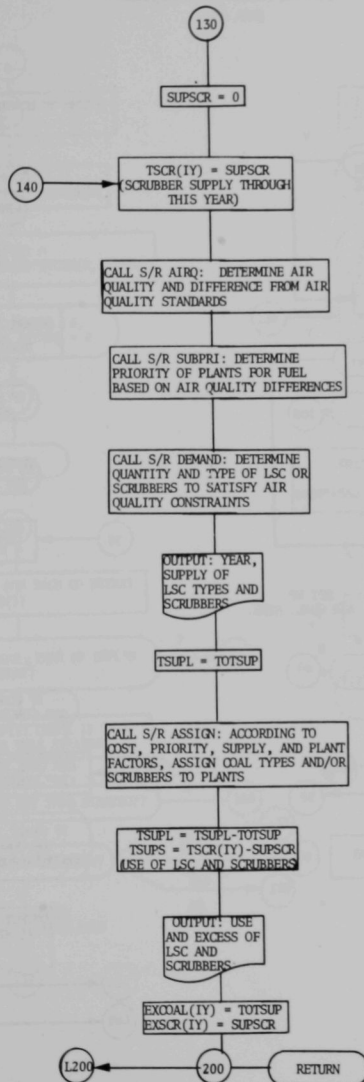 130
SUPSCR = 0
140
TSCR(IY) = SUPSCR
(SCRUBBER SUPPLY THROUGH
THIS YEAR)
CALL S/R AIRQ: DETERMINE AIR
QUALITY AND DIFFERENCE FROM AIR
QUALITY STANDARDS
CALL S/R SUBPRI: DETERMINE
PRIORITY OF PLANTS FOR FUEL
BASED ON AIR QUALITY DIFFERENCES
CALL S/R DEMAND: DETERMINE
QUANTITY AND TYPE OF LSC OR
SCRUBBERS TO SATISFY AIR
QUALITY CONSTRAINTS
OUTPUT: YEAR,
SUPPLY OF
LSC TYPES AND
SCRUBBERS
TSUPL = TOTSUP
CALL S/R ASSIGN: ACCORDING TO
COST, PRIORITY, SUPPLY, AND PLANT
FACTORS, ASSIGN COAL TYPES AND/OR
SCRUBBERS TO PLANTS
TSUPL = TSUPL-TOTSUP
TSUPS = TSCR(IY)-SUPSCR
(USE OF LSC AND SCRUBBERS)
OUTPUT: USE
AND EXCESS OF
LSC AND
SCRUBBERS
EXCOAL(IY) = TOTSUP
EXSCR(IY) = SUPSCR
L200
200
RETURN